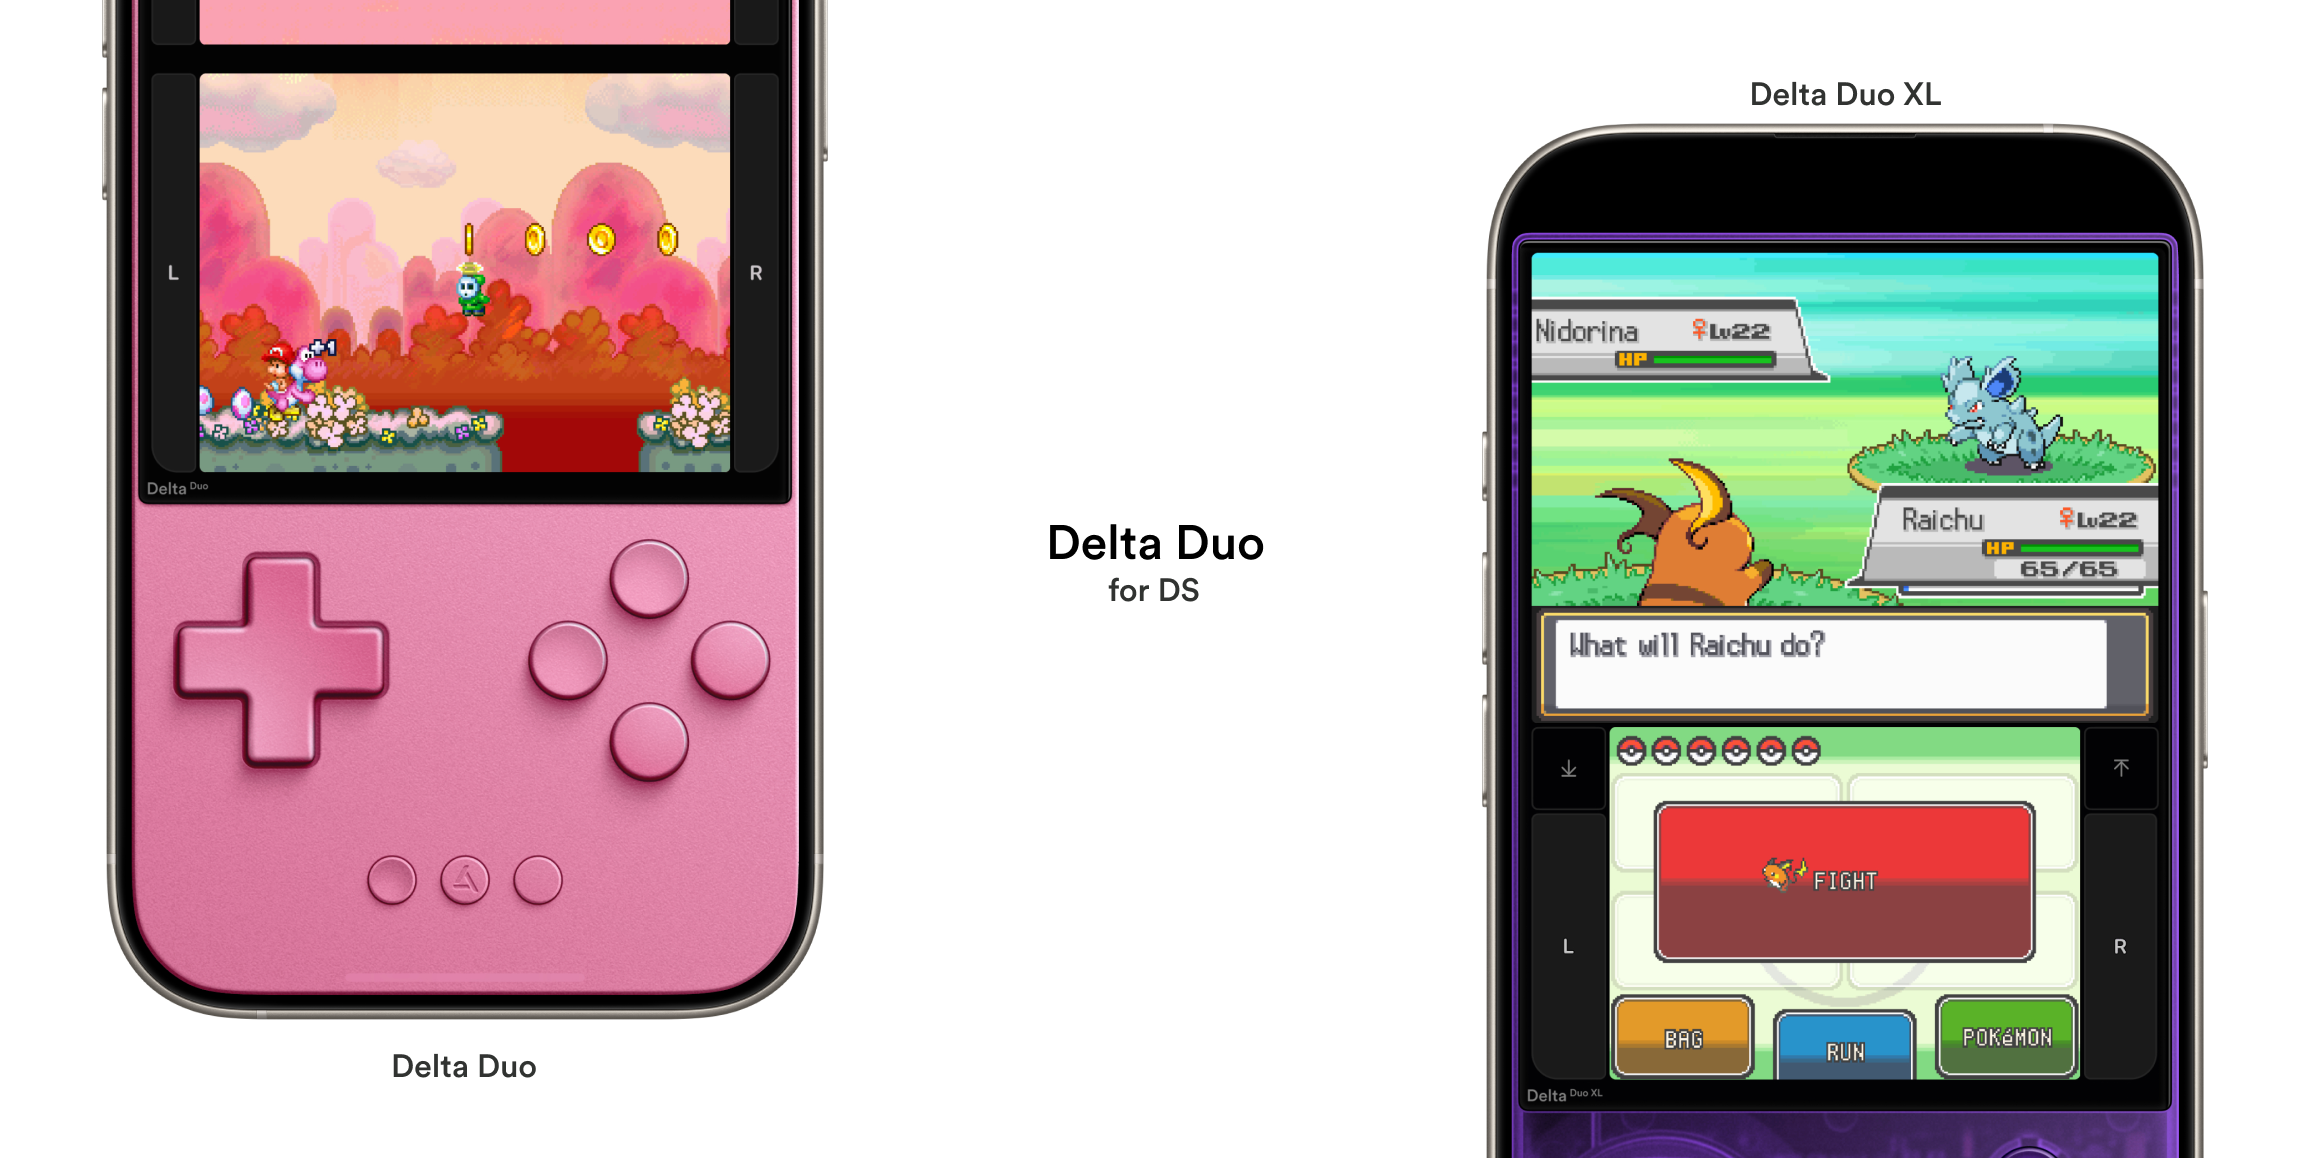 L
R
+1
Delta Duo
Delta Duo
Delta Duo
for DS
Delta Duo XL
Nidorina ♀Lv22
HP
Raichu ♀Lv22
HP
65/65
What will Raichu do?
FIGHT
L
R
BAG
RUN
POKéMON
Delta Duo XL